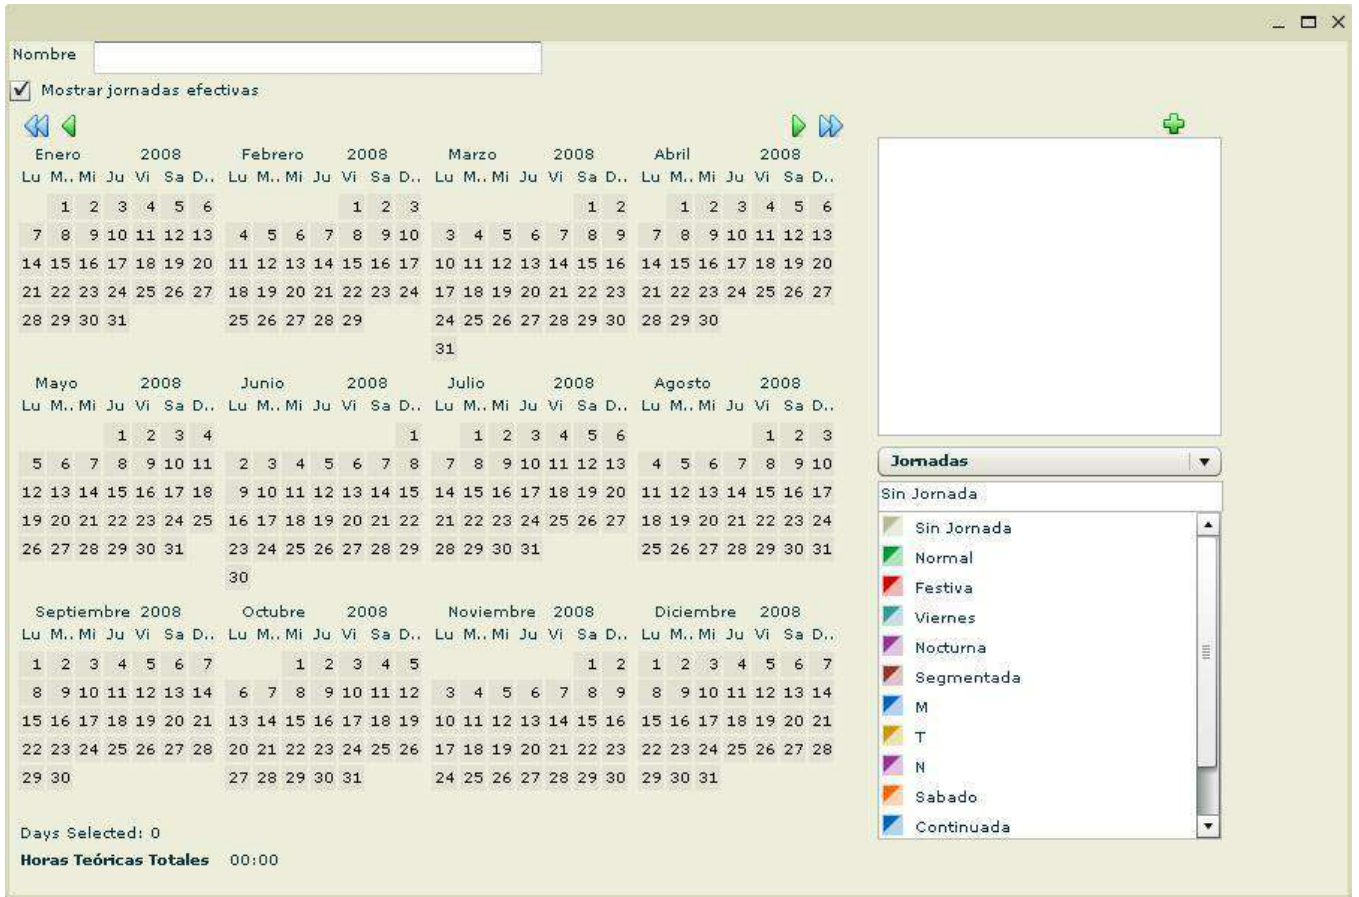 Nombre
Mostrar jornadas efectivas
Enero 2008 Febrero 2008 Marzo 2008 Abril 2008
Lu M.. Mi Ju Vi Sa D.. Lu M.. Mi Ju Vi Sa D.. Lu M.. Mi Ju Vi Sa D.. Lu M.. Mi Ju Vi Sa D..
1 2 3 4 5 6 1 2 3 1 2 1 2 3 4 5 6
7 8 9 10 11 12 13 4 5 6 7 8 9 10 3 4 5 6 7 8 9 7 8 9 10 11 12 13
14 15 16 17 18 19 20 11 12 13 14 15 16 17 10 11 12 13 14 15 16 14 15 16 17 18 19 20
21 22 23 24 25 26 27 18 19 20 21 22 23 24 17 18 19 20 21 22 23 21 22 23 24 25 26 27
28 29 30 31 25 26 27 28 29 24 25 26 27 28 29 30 28 29 30
31
Mayo 2008 Junio 2008 Julio 2008 Agosto 2008
Lu M.. Mi Ju Vi Sa D.. Lu M.. Mi Ju Vi Sa D.. Lu M.. Mi Ju Vi Sa D.. Lu M.. Mi Ju Vi Sa D..
1 2 3 4 1 1 2 3 4 5 6 1 2 3
5 6 7 8 9 10 11 2 3 4 5 6 7 8 7 8 9 10 11 12 13 4 5 6 7 8 9 10
12 13 14 15 16 17 18 9 10 11 12 13 14 15 14 15 16 17 18 19 20 11 12 13 14 15 16 17
19 20 21 22 23 24 25 16 17 18 19 20 21 22 21 22 23 24 25 26 27 18 19 20 21 22 23 24
26 27 28 29 30 31 23 24 25 26 27 28 29 28 29 30 31 25 26 27 28 29 30 31
30
Septiembre 2008 Octubre 2008 Noviembre 2008 Diciembre 2008
Lu M.. Mi Ju Vi Sa D.. Lu M.. Mi Ju Vi Sa D.. Lu M.. Mi Ju Vi Sa D.. Lu M.. Mi Ju Vi Sa D..
1 2 3 4 5 6 7 1 2 3 4 5 1 2 1 2 3 4 5 6 7
8 9 10 11 12 13 14 6 7 8 9 10 11 12 3 4 5 6 7 8 9 8 9 10 11 12 13 14
15 16 17 18 19 20 21 13 14 15 16 17 18 19 10 11 12 13 14 15 16 15 16 17 18 19 20 21
22 23 24 25 26 27 28 20 21 22 23 24 25 26 17 18 19 20 21 22 23 22 23 24 25 26 27 28
29 30 27 28 29 30 31 24 25 26 27 28 29 30 29 30 31
Days Selected: 0
Horas Teóricas Totales 00:00
Jornadas
Sin Jornada
Sin Jornada
Normal
Festiva
Viernes
Nocturna
Segmentada
M
T
N
Sabado
Continuada